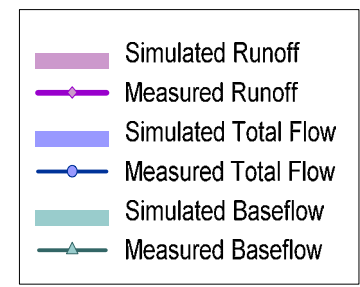 Simulated Runoff
Measured Runoff
Simulated Total Flow
Measured Total Flow
Simulated Baseflow
Measured Baseflow